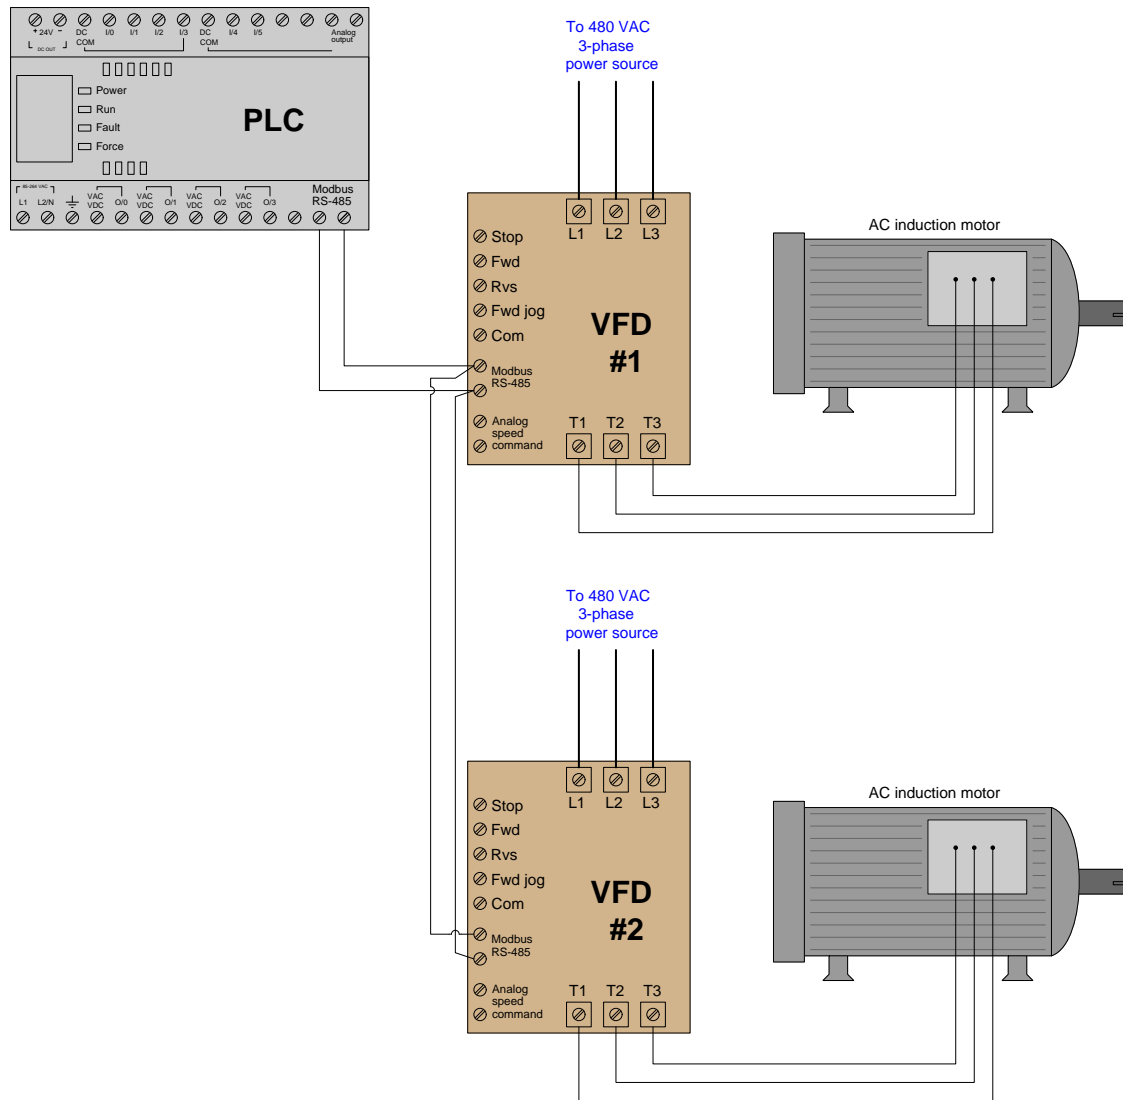 + 24V -
DC OUT
DC
COM
I/0
I/1
I/2
I/3
DC
COM
I/4
I/5
Analog
output
Power
Run
Fault
Force
PLC
85-264 VAC
L1
L2/N
VAC
VDC
O/0
VAC
VDC
O/1
VAC
VDC
O/2
VAC
VDC
O/3
Modbus
RS-485
To 480 VAC
3-phase
power source
L1
L2
L3
Stop
Fwd
Rvs
Fwd jog
Com
Modbus
RS-485
Analog
speed
command
VFD
#1
T1
T2
T3
AC induction motor
To 480 VAC
3-phase
power source
L1
L2
L3
Stop
Fwd
Rvs
Fwd jog
Com
Modbus
RS-485
Analog
speed
command
VFD
#2
T1
T2
T3
AC induction motor